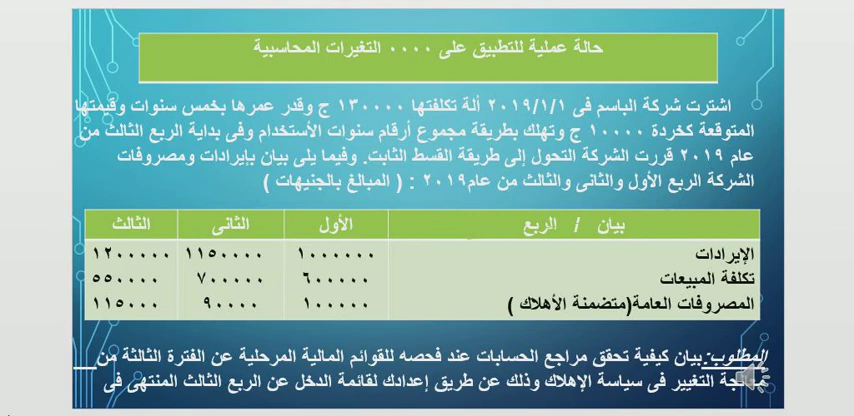 حالة عملية للتطبيق على ٠٠٠٠ التغيرات المحاسبية
اشترت شركة الباسم فى ٢٠١٩/١/١ ألة تكلفتها ١٣٠٠٠٠ ج وقدر عمرها بخمس سنوات وقيمتها
المتوقعة كخردة ١٠٠٠٠ ج وتهلك بطريقة مجموع أرقام سنوات الأستخدام وفى بداية الربع الثالث من
عام ٢٠١٩ قررت الشركة التحول إلى طريقة القسط الثابت. وفيما يلى بيان بإيرادات ومصروفات
الشركة الربع الأول والثانى والثالث من عام٢٠١٩ : ( المبالغ بالجنيهات )
بيان / الربع الأول الثانى الثالث
الإيرادات ١٠٠٠٠٠٠ ١١٥٠٠٠٠ ١٢٠٠٠٠٠
تكلفة المبيعات ٦٠٠٠٠٠ ٧٠٠٠٠٠ ٥٥٠٠٠٠
المصروفات العامة(متضمنة الأهلاك ) ١٠٠٠٠٠ ٩٠٠٠٠ ١١٥٠٠٠
المطلوب:بيان كيفية تحقق مراجع الحسابات عند فحصه للقوائم المالية المرحلية عن الفترة الثالثة من
التغيير فى سياسة الإهلاك وذلك عن طريق إعدادك لقائمة الدخل عن الربع الثالث المنتهى فى